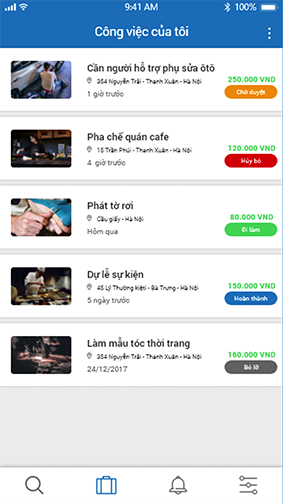 9:41 AM
100%
Công việc của tôi
Cần người hỗ trợ phụ sửa ôtô
354 Nguyễn Trãi - Thanh Xuân - Hà Nội
250.000 VND
1 giờ trước
Chờ duyệt
Pha chế quán cafe
15 Trần Phú - Thanh Xuân - Hà Nội
120.000 VND
4 giờ trước
Hủy bỏ
Phát tờ rơi
Cầu giấy - Hà Nội
80.000 VND
Hôm qua
Đi làm
Dự lễ sự kiện
45 Lý Thường kiệti - Bà Trưng - Hà Nội
150.000 VND
5 ngày trước
Hoàn thành
Làm mẫu tóc thời trang
354 Nguyễn Trãi - Thanh Xuân - Hà Nội
160.000 VND
24/12/2017
Bỏ lỡ